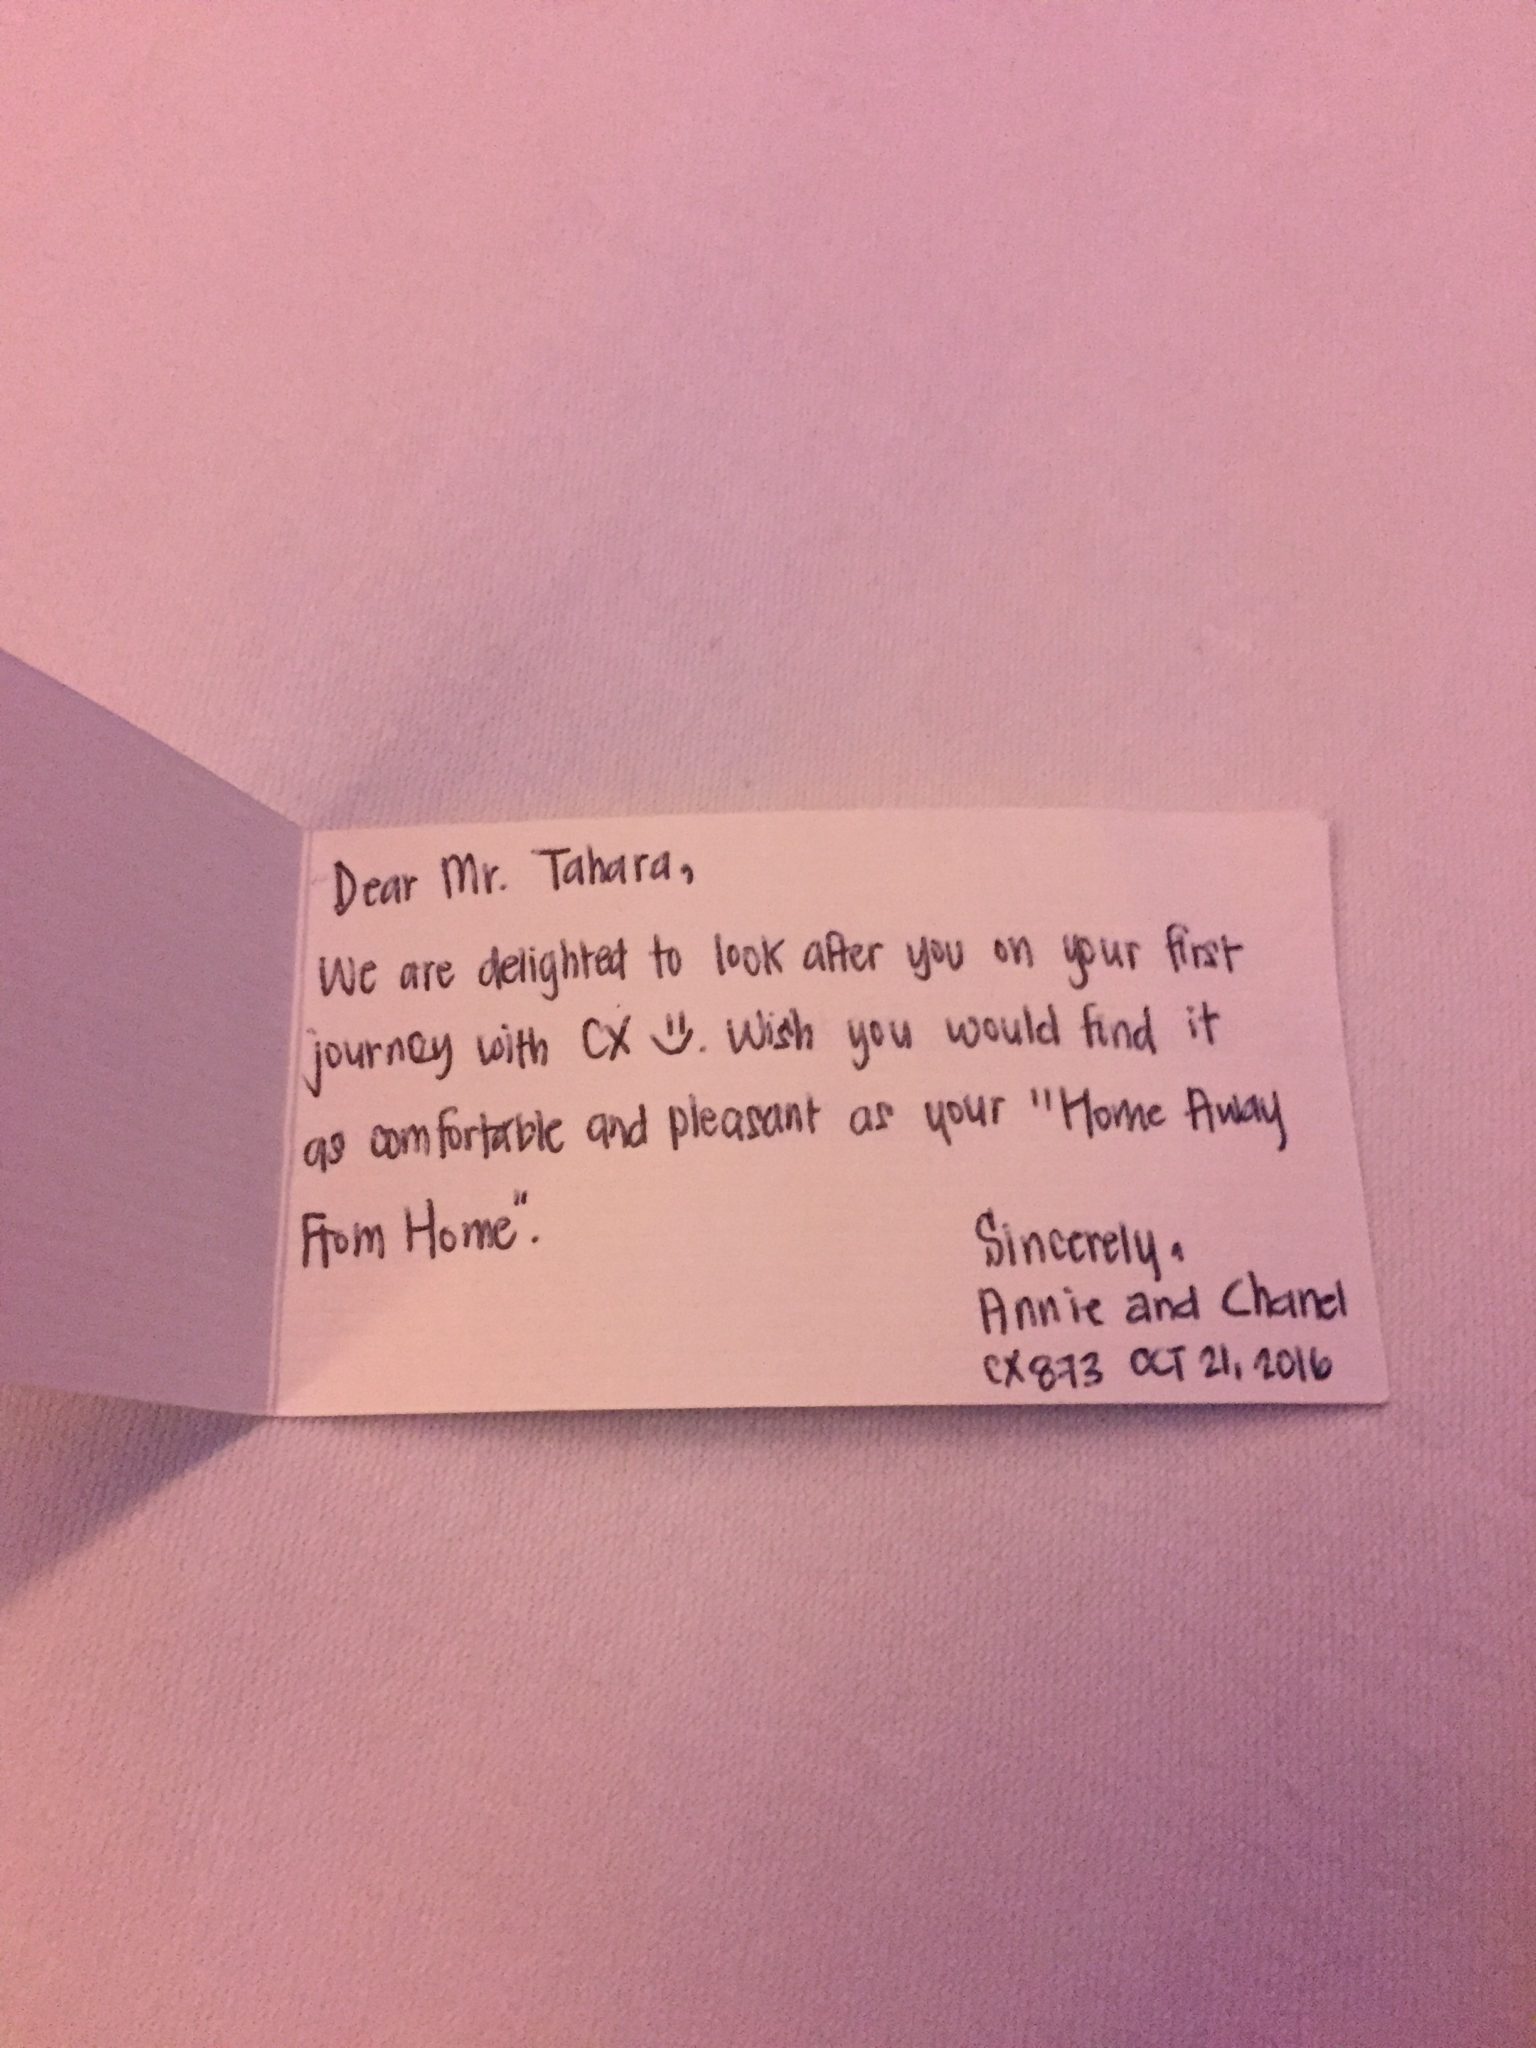 Dear Mr. Tahara,
We are delighted to look after you on your first
journey with CX. Wish you would find it
as comfortable and pleasant as your "Home Away
From Home".
Sincerely,
Annie and Chanel
CX873 OCT 21, 2016